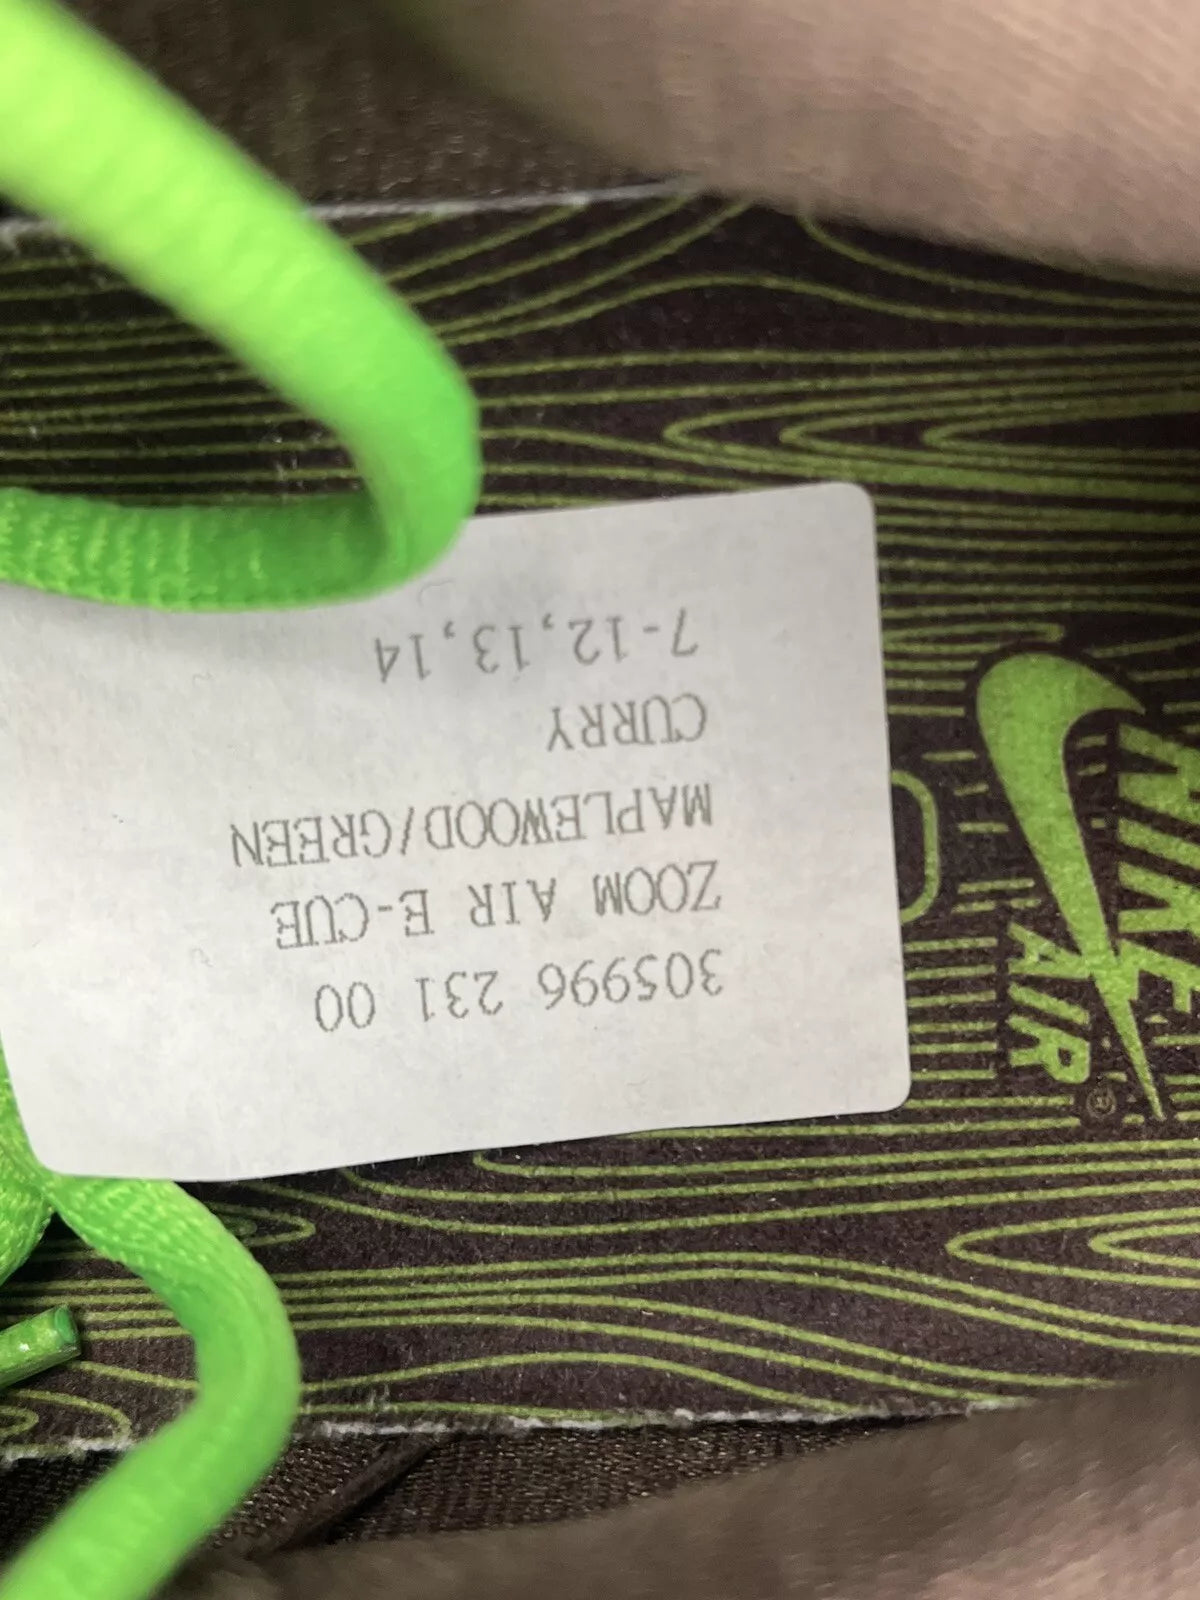 305996 231 00
ZOOM AIR E-CUE
MAPLEWOOD/GREEN
CURRY
7-12,13,14
NIKE
AIR
®